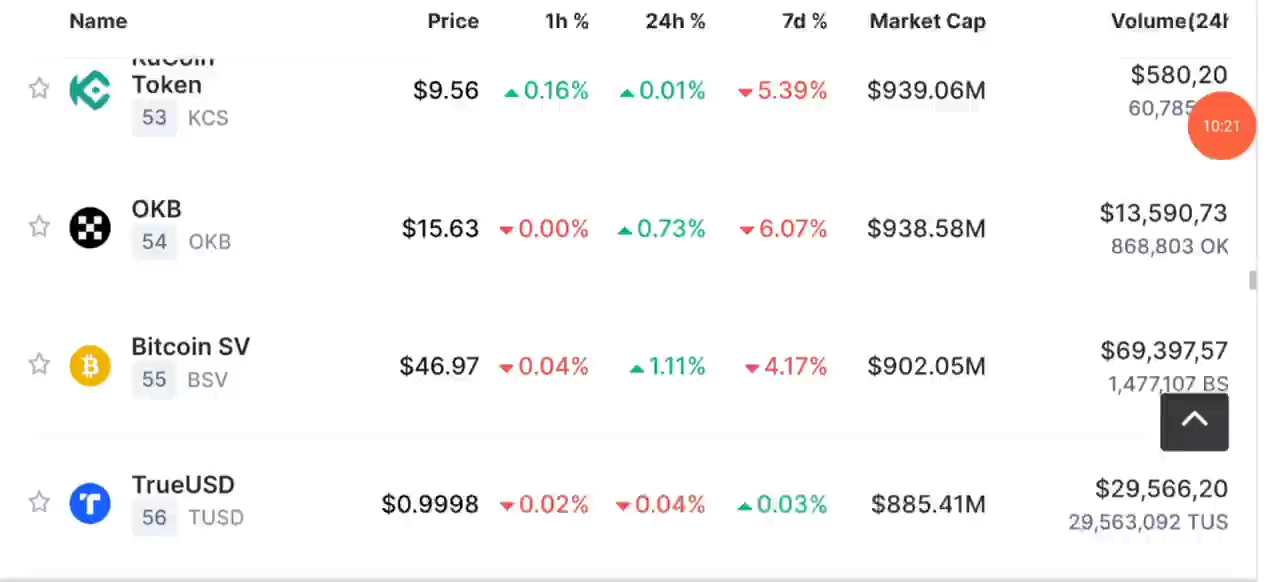 Name Price 1h % 24h % 7d % Market Cap Volume(24h
KuCoin
Token $9.56 0.16% 0.01% 5.39% $939.06M $580,20
53 KCS 60,785
10:21
OKB $15.63 0.00% 0.73% 6.07% $938.58M $13,590,73
54 OKB 868,803 OK
Bitcoin SV $46.97 0.04% 1.11% 4.17% $902.05M $69,397,57
55 BSV 1,477,107 BS
TrueUSD $0.9998 0.02% 0.04% 0.03% $885.41M $29,566,20
56 TUSD 29,563,092 TUS